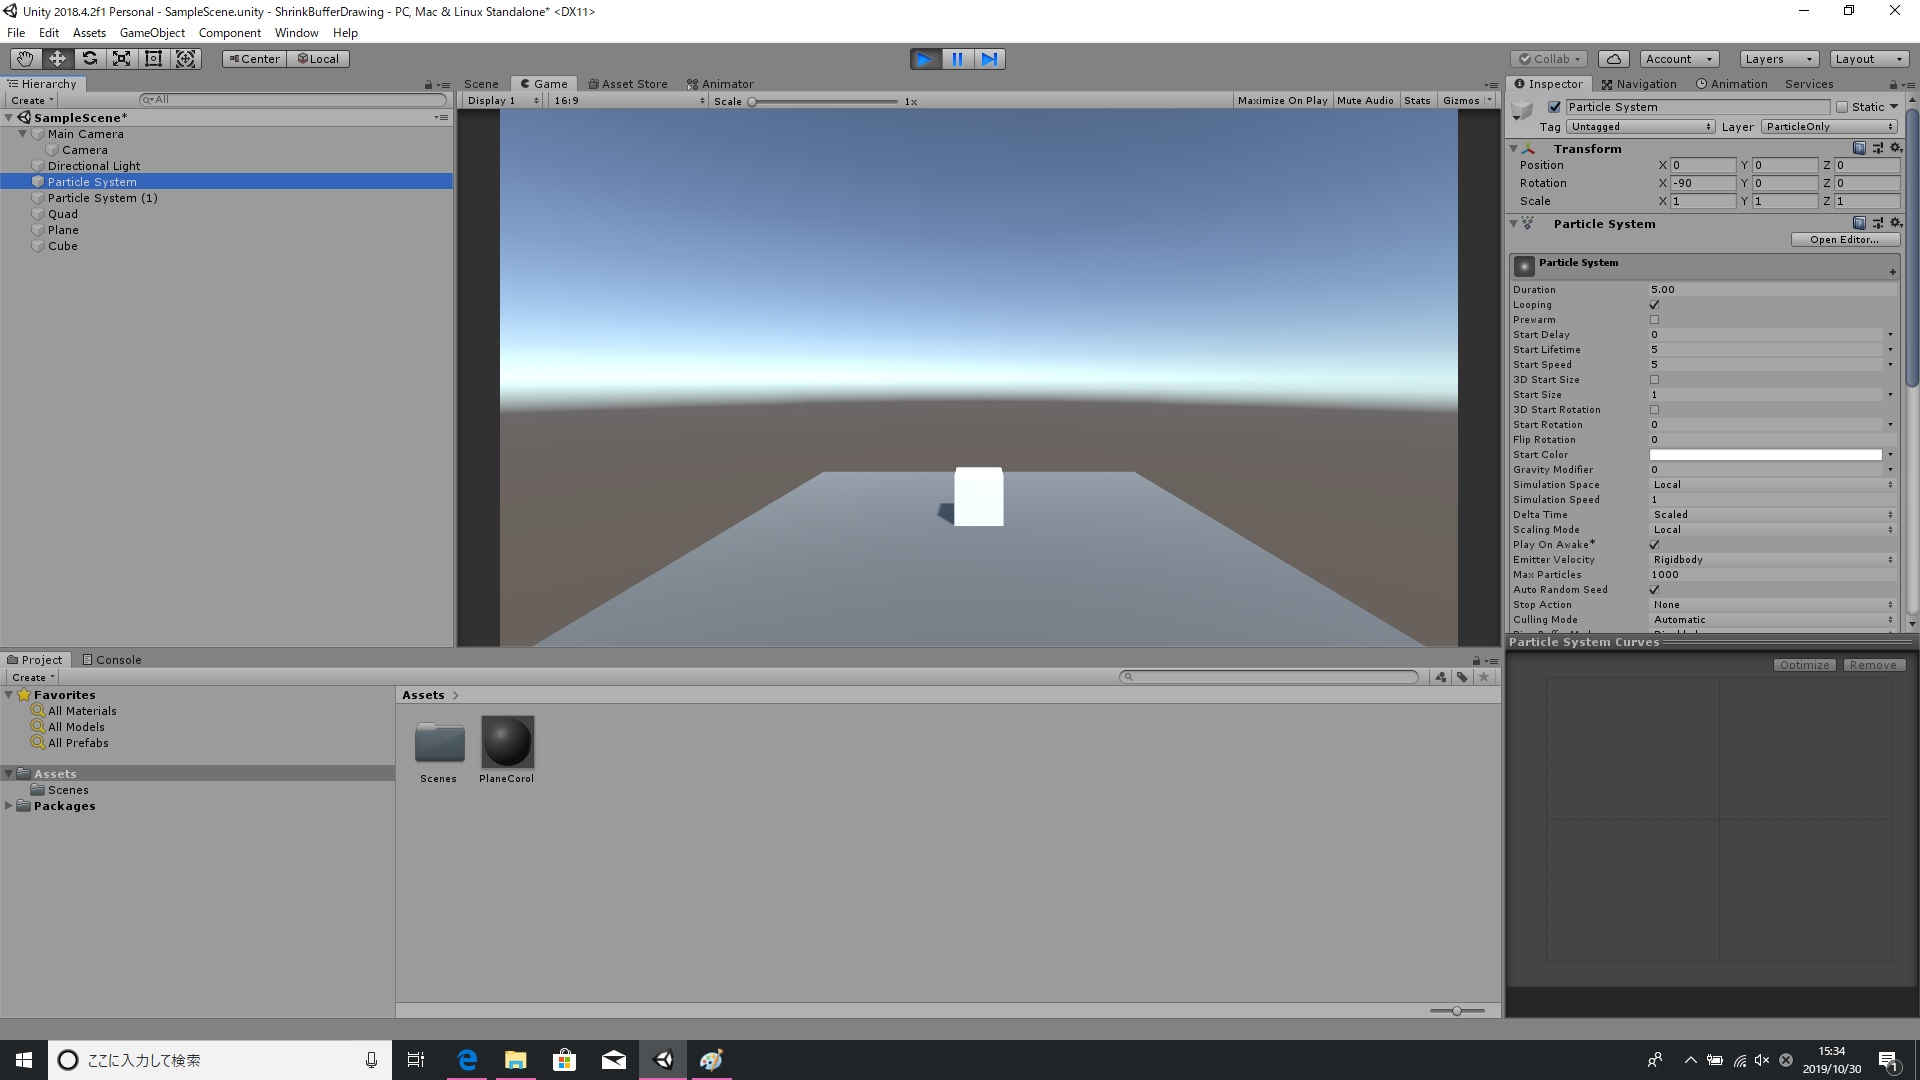 Unity 2018.4.2f1 Personal - SampleScene.unity - ShrinkBufferDrawing - PC, Mac & Linux Standalone* <DX11>
File Edit Assets GameObject Component Window Help
Center Local
Collab Account Layers Layout
Hierarchy
Create All
SampleScene*
Main Camera
Camera
Directional Light
Particle System
Particle System (1)
Quad
Plane
Cube
Scene Game Asset Store Animator
Display 1 16:9 Scale 1x Maximize On Play Mute Audio Stats Gizmos
Inspector Navigation Animation Services
Particle System Static
Tag Untagged Layer ParticleOnly
Transform
Position X 0 Y 0 Z 0
Rotation X -90 Y 0 Z 0
Scale X 1 Y 1 Z 1
Particle System
Open Editor...
Particle System
Duration 5.00
Looping
Prewarm
Start Delay 0
Start Lifetime 5
Start Speed 5
3D Start Size
Start Size 1
3D Start Rotation
Start Rotation 0
Flip Rotation 0
Start Color
Gravity Modifier 0
Simulation Space Local
Simulation Speed 1
Delta Time Scaled
Scaling Mode Local
Play On Awake*
Emitter Velocity Rigidbody
Max Particles 1000
Auto Random Seed
Stop Action None
Culling Mode Automatic
Particle System Curves
Optimize Remove
Project Console
Create
Favorites
All Materials
All Models
All Prefabs
Assets
Scenes
Packages
Assets
Scenes
PlaneCorol
ここに入力して検索
15:34
2019/10/30
1